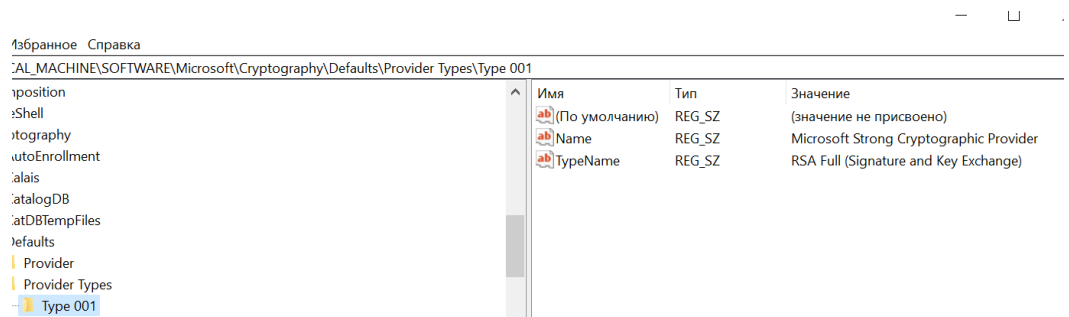 Избранное Справка
CAL_MACHINE\SOFTWARE\Microsoft\Cryptography\Defaults\Provider Types\Type 001
mposition
eShell
ptography
AutoEnrollment
Calais
CatalogDB
CatDBTempFiles
Defaults
Provider
Provider Types
Type 001
Имя Тип Значение
(По умолчанию) REG_SZ (значение не присвоено)
Name REG_SZ Microsoft Strong Cryptographic Provider
TypeName REG_SZ RSA Full (Signature and Key Exchange)